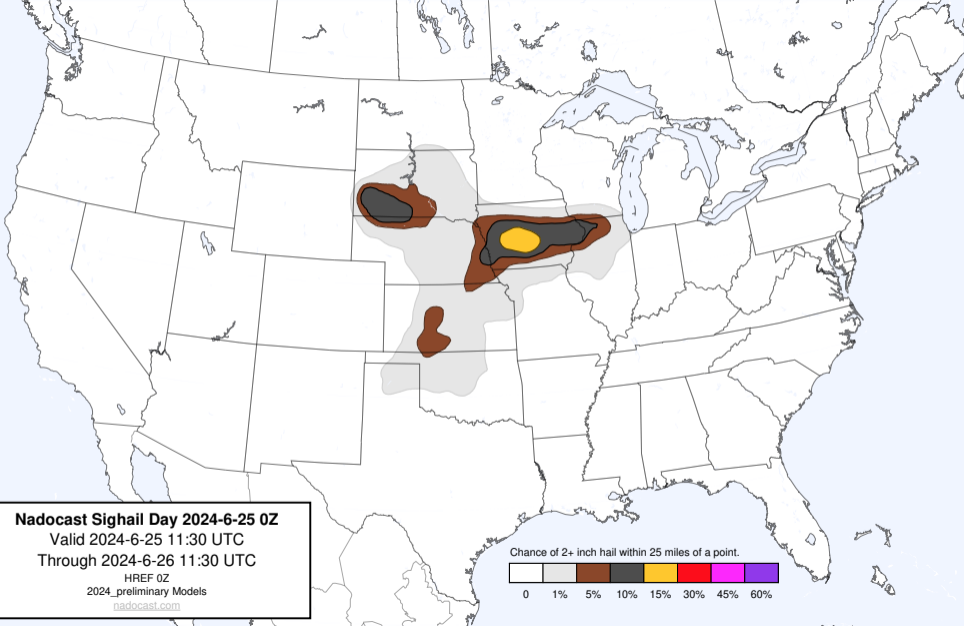 Nadocast Sighail Day 2024-6-25 0Z
Valid 2024-6-25 11:30 UTC
Through 2024-6-26 11:30 UTC
HREF 0Z
2024_preliminary Models
nadocast.com
Chance of 2+ inch hail within 25 miles of a point.
0 1% 5% 10% 15% 30% 45% 60%